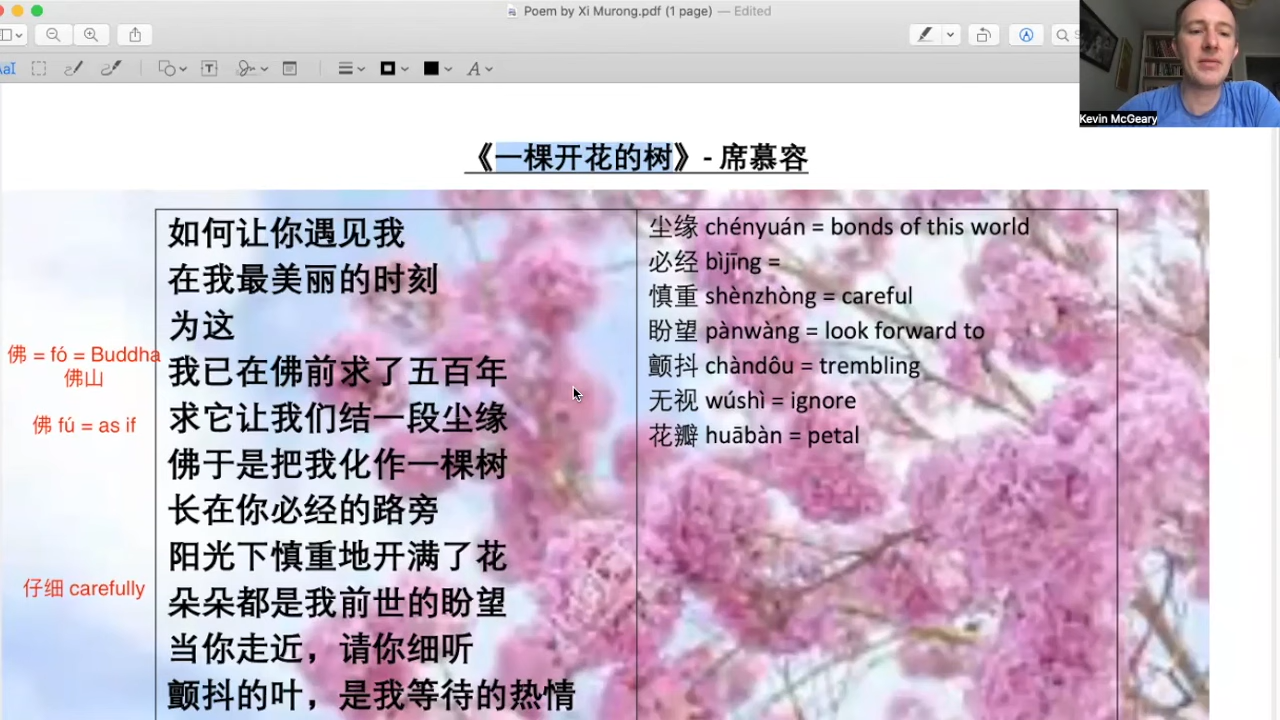 Poem by Xi Murong.pdf (1 page) — Edited
Kevin McGeary
《一棵开花的树》- 席慕容
如何让你遇见我
在我最美丽的时刻
为这
我已在佛前求了五百年
求它让我们结一段尘缘
佛于是把我化作一棵树
长在你必经的路旁
阳光下慎重地开满了花
朵朵都是我前世的盼望
当你走近，请你细听
颤抖的叶，是我等待的热情
尘缘 chényuán = bonds of this world
必经 bìjīng =
慎重 shènzhòng = careful
盼望 pànwàng = look forward to
颤抖 chàndôu = trembling
无视 wúshì = ignore
花瓣 huābàn = petal
佛 = fó = Buddha
佛山
佛 fú = as if
仔细 carefully